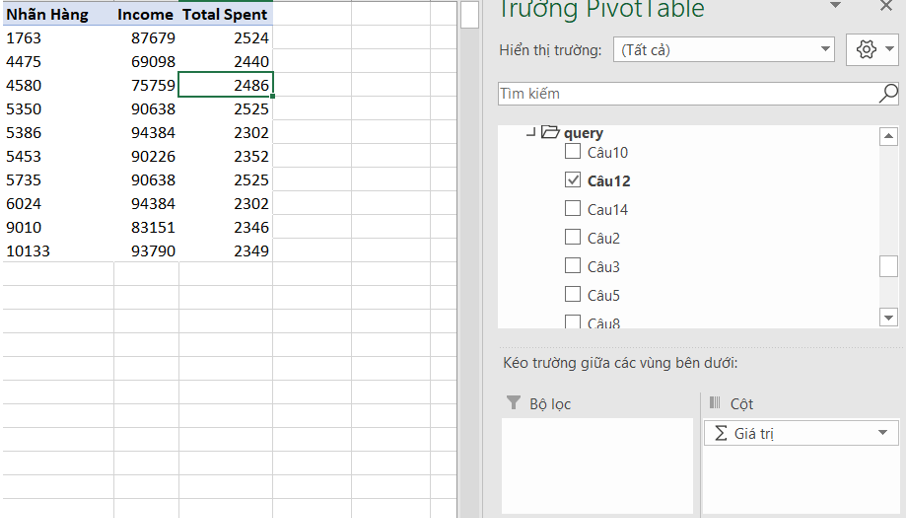 Nhãn Hàng Income Total Spent
1763 87679 2524
4475 69098 2440
4580 75759 2486
5350 90638 2525
5386 94384 2302
5453 90226 2352
5735 90638 2525
6024 94384 2302
9010 83151 2346
10133 93790 2349
Trường PivotTable
Hiển thị trường: (Tất cả)
Tìm kiếm
query
Câu10
Câu12
Cau14
Câu2
Câu3
Câu5
Câu8
Kéo trường giữa các vùng bên dưới:
Bộ lọc
Cột
Σ Giá trị